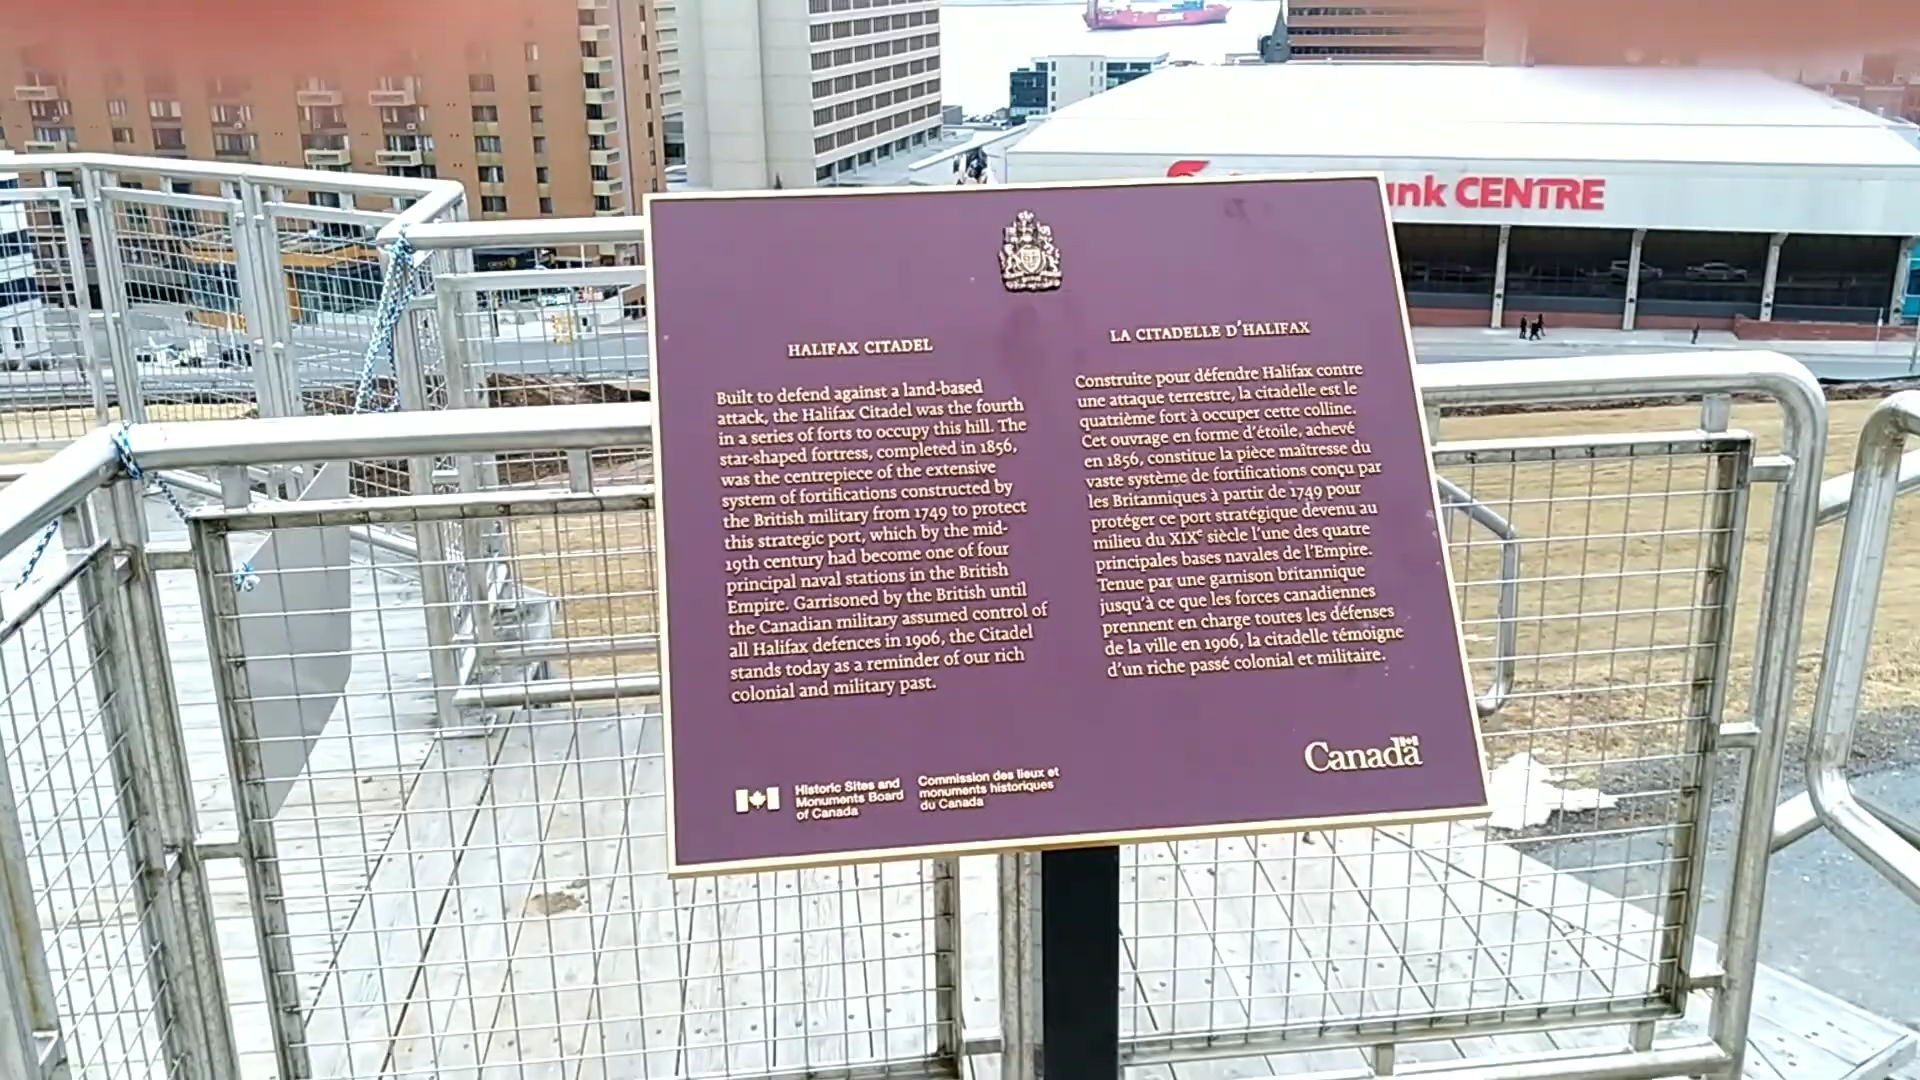 nk CENTRE
HALIFAX CITADEL
Built to defend against a land-based
attack, the Halifax Citadel was the fourth
in a series of forts to occupy this hill. The
star-shaped fortress, completed in 1856,
was the centrepiece of the extensive
system of fortifications constructed by
the British military from 1749 to protect
this strategic port, which by the mid-
19th century had become one of four
principal naval stations in the British
Empire. Garrisoned by the British until
the Canadian military assumed control of
all Halifax defences in 1906, the Citadel
stands today as a reminder of our rich
colonial and military past.
LA CITADELLE D'HALIFAX
Construite pour défendre Halifax contre
une attaque terrestre, la citadelle est le
quatrième fort à occuper cette colline.
Cet ouvrage en forme d'étoile, achevé
en 1856, constitue la pièce maîtresse du
vaste système de fortifications conçu par
les Britanniques à partir de 1749 pour
protéger ce port stratégique devenu au
milieu du XIXe siècle l'une des quatre
principales bases navales de l'Empire.
Tenue par une garnison britannique
jusqu'à ce que les forces canadiennes
prennent en charge toutes les défenses
de la ville en 1906, la citadelle témoigne
d'un riche passé colonial et militaire.
Historic Sites and
Monuments Board
of Canada
Commission des lieux et
monuments historiques
du Canada
Canada